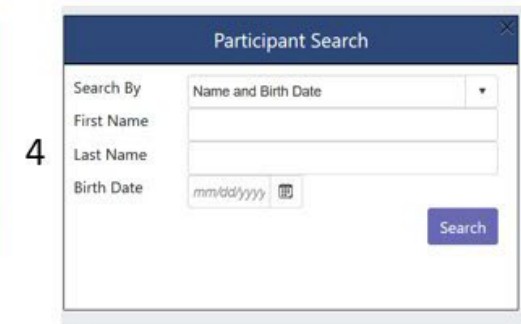 Participant Search
Search By Name and Birth Date
First Name
4
Last Name
Birth Date mm/dd/yyyy
Search